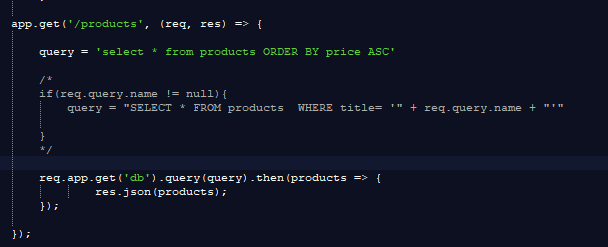 app.get('/products', (req, res) => {
query = 'select * from products ORDER BY price ASC'
/*
if(req.query.name != null){
query = "SELECT * FROM products  WHERE title= '" + req.query.name + "'"
}
*/
req.app.get('db').query(query).then(products => {
res.json(products);
});
});